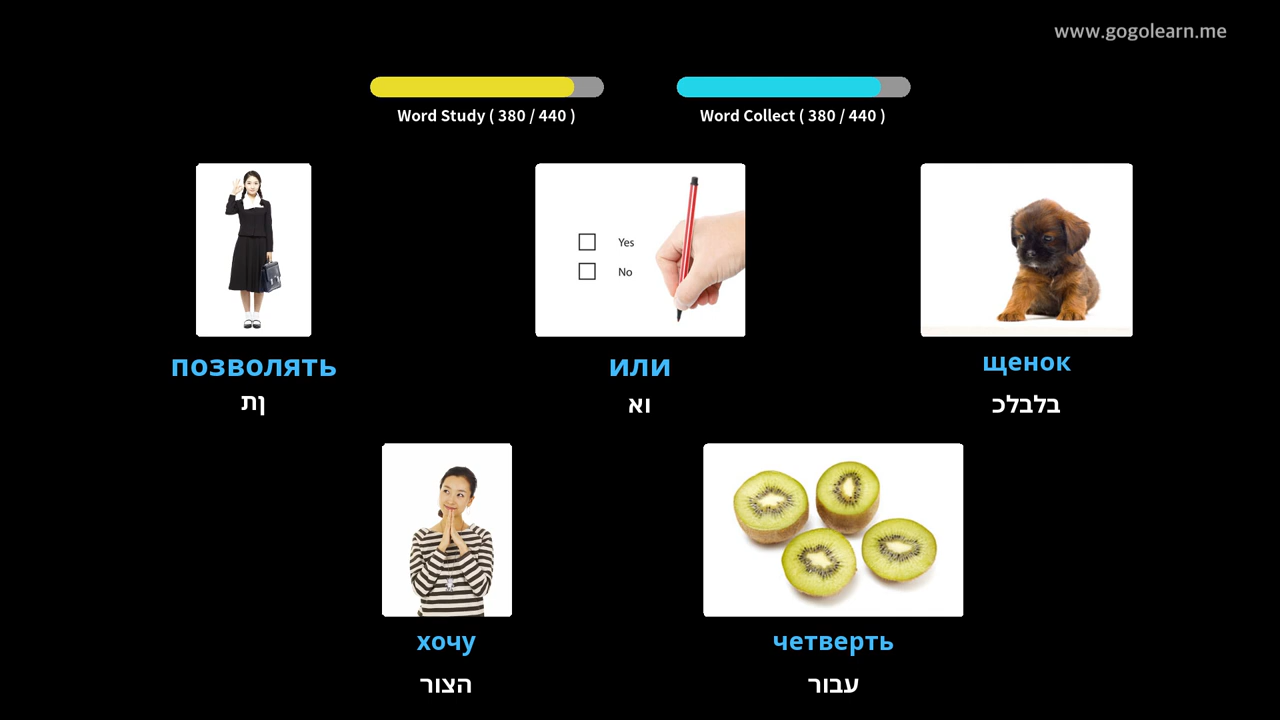 www.gogolearn.me
Word Study ( 380 / 440 )
Word Collect ( 380 / 440 )
Yes
No
позволять
ןת
или
וא
щенок
בלבלכ
хочу
הצור
четверть
עבור